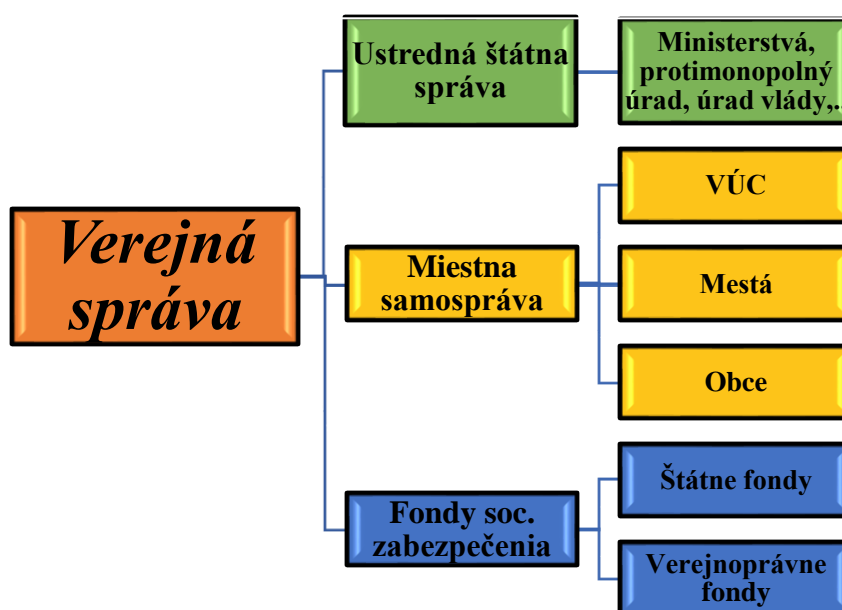 Verejná
správa
Ustredná štátna
správa
Ministerstvá,
protimonopolný
úrad, úrad vlády,..
Miestna
samospráva
VÚC
Mestá
Obce
Fondy soc.
zabezpečenia
Štátne fondy
Verejnoprávne
fondy